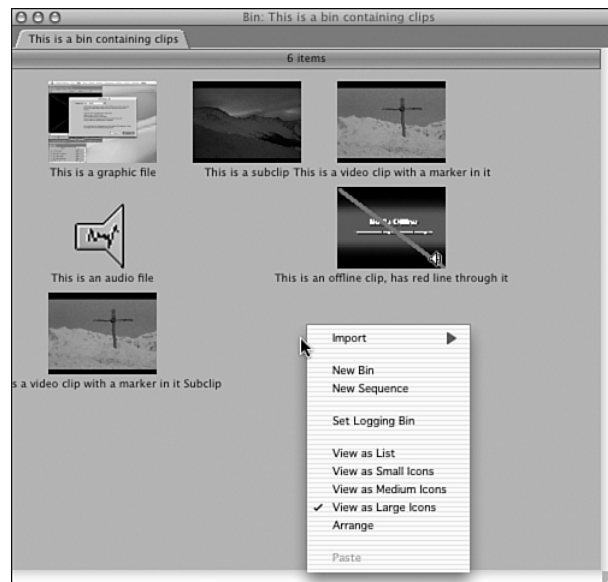 Bin: This is a bin containing clips
This is a bin containing clips
6 items
This is a graphic file
This is a subclip
This is a video clip with a marker in it
This is an audio file
This is an offline clip, has red line through it
s a video clip with a marker in it Subclip
Import
New Bin
New Sequence
Set Logging Bin
View as List
View as Small Icons
View as Medium Icons
✓ View as Large Icons
Arrange
Paste